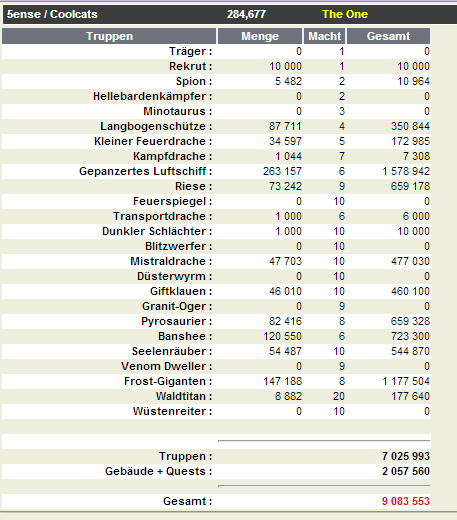 5ense / Coolcats 284,677 The One
Truppen Menge Macht Gesamt
Träger : 0 1 0
Rekrut : 10 000 1 10 000
Spion : 5 482 2 10 964
Hellebardenkämpfer : 0 2 0
Minotaurus : 0 3 0
Langbogenschütze : 87 711 4 350 844
Kleiner Feuerdrache : 34 597 5 172 985
Kampfdrache : 1 044 7 7 308
Gepanzertes Luftschiff : 263 157 6 1 578 942
Riese : 73 242 9 659 178
Feuerspiegel : 0 10 0
Transportdrache : 1 000 6 6 000
Dunkler Schlächter : 1 000 10 10 000
Blitzwerfer : 0 10 0
Mistraldrache : 47 703 10 477 030
Düsterwyrm : 0 10 0
Giftklauen : 46 010 10 460 100
Granit-Oger : 0 9 0
Pyrosaurier : 82 416 8 659 328
Banshee : 120 550 6 723 300
Seelenräuber : 54 487 10 544 870
Venom Dweller : 0 9 0
Frost-Giganten : 147 188 8 1 177 504
Waldtitan : 8 882 20 177 640
Wüstenreiter : 0 10 0
Truppen : 7 025 993
Gebäude + Quests : 2 057 560
Gesamt : 9 083 553